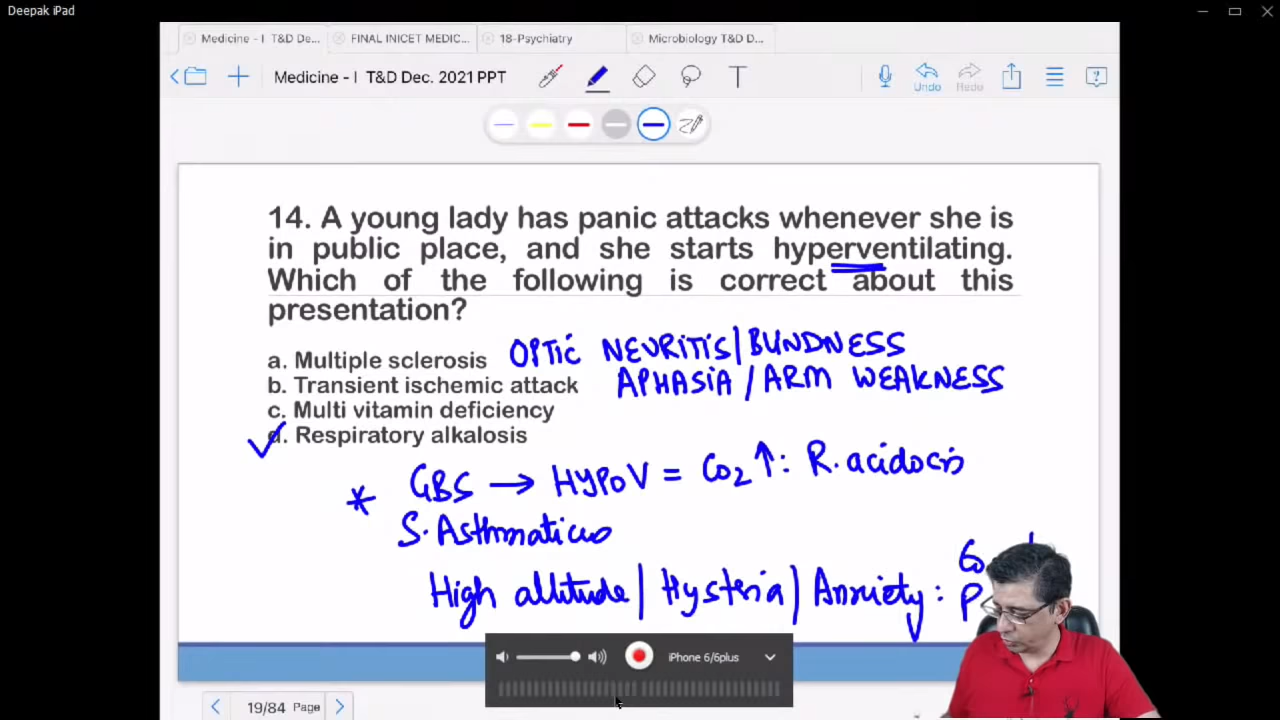 Deepak iPad
Medicine - I T&D De...
FINAL INICET MEDIC...
18-Psychiatry
Microbiology T&D D...
Medicine - I T&D Dec. 2021 PPT
T
Undo
Redo
14. A young lady has panic attacks whenever she is
in public place, and she starts hyperventilating.
Which of the following is correct about this
presentation?
a. Multiple sclerosis OPTIC NEURITIS/BLINDNESS
b. Transient ischemic attack APHASIA / ARM WEAKNESS
c. Multi vitamin deficiency
d. Respiratory alkalosis
* GBS → HYPOV = CO2 ↑: R. acidocis
S. Asthmaticus
High altitude / Hysteria / Anxiety :
iPhone 6/6plus
19/84 Page